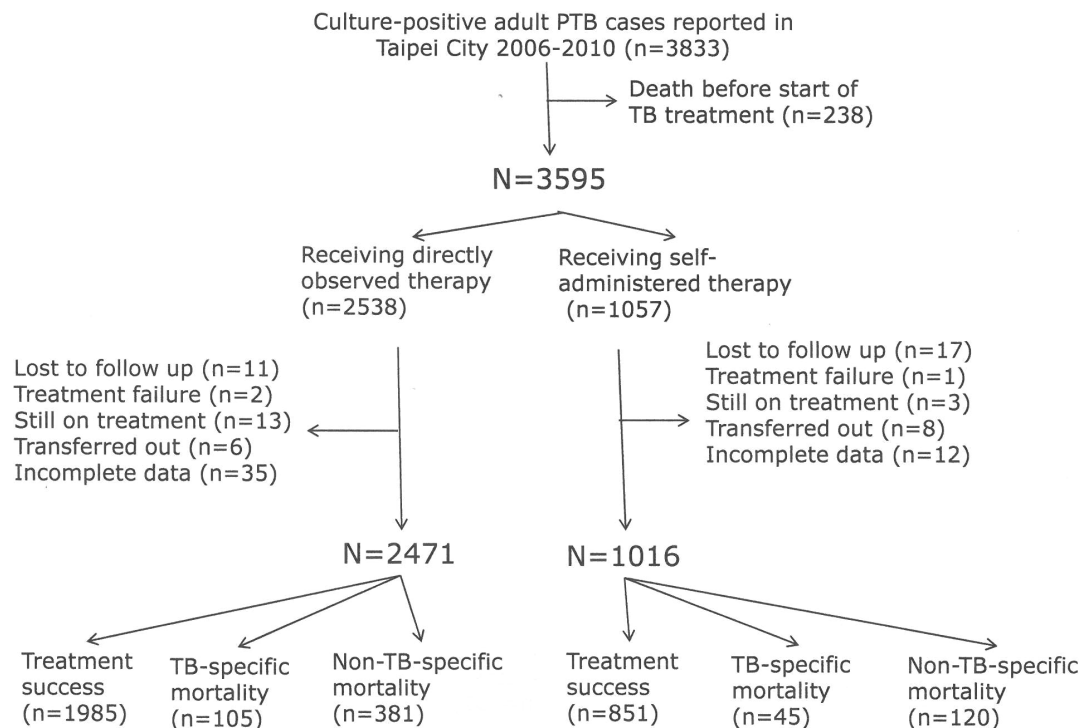 Culture-positive adult PTB cases reported in
Taipei City 2006-2010 (n=3833)
Death before start of
TB treatment (n=238)
N=3595
Receiving directly
observed therapy
(n=2538)
Receiving self-
administered therapy
(n=1057)
Lost to follow up (n=11)
Treatment failure (n=2)
Still on treatment (n=13)
Transferred out (n=6)
Incomplete data (n=35)
Lost to follow up (n=17)
Treatment failure (n=1)
Still on treatment (n=3)
Transferred out (n=8)
Incomplete data (n=12)
N=2471
N=1016
Treatment
success
(n=1985)
TB-specific
mortality
(n=105)
Non-TB-specific
mortality
(n=381)
Treatment
success
(n=851)
TB-specific
mortality
(n=45)
Non-TB-specific
mortality
(n=120)